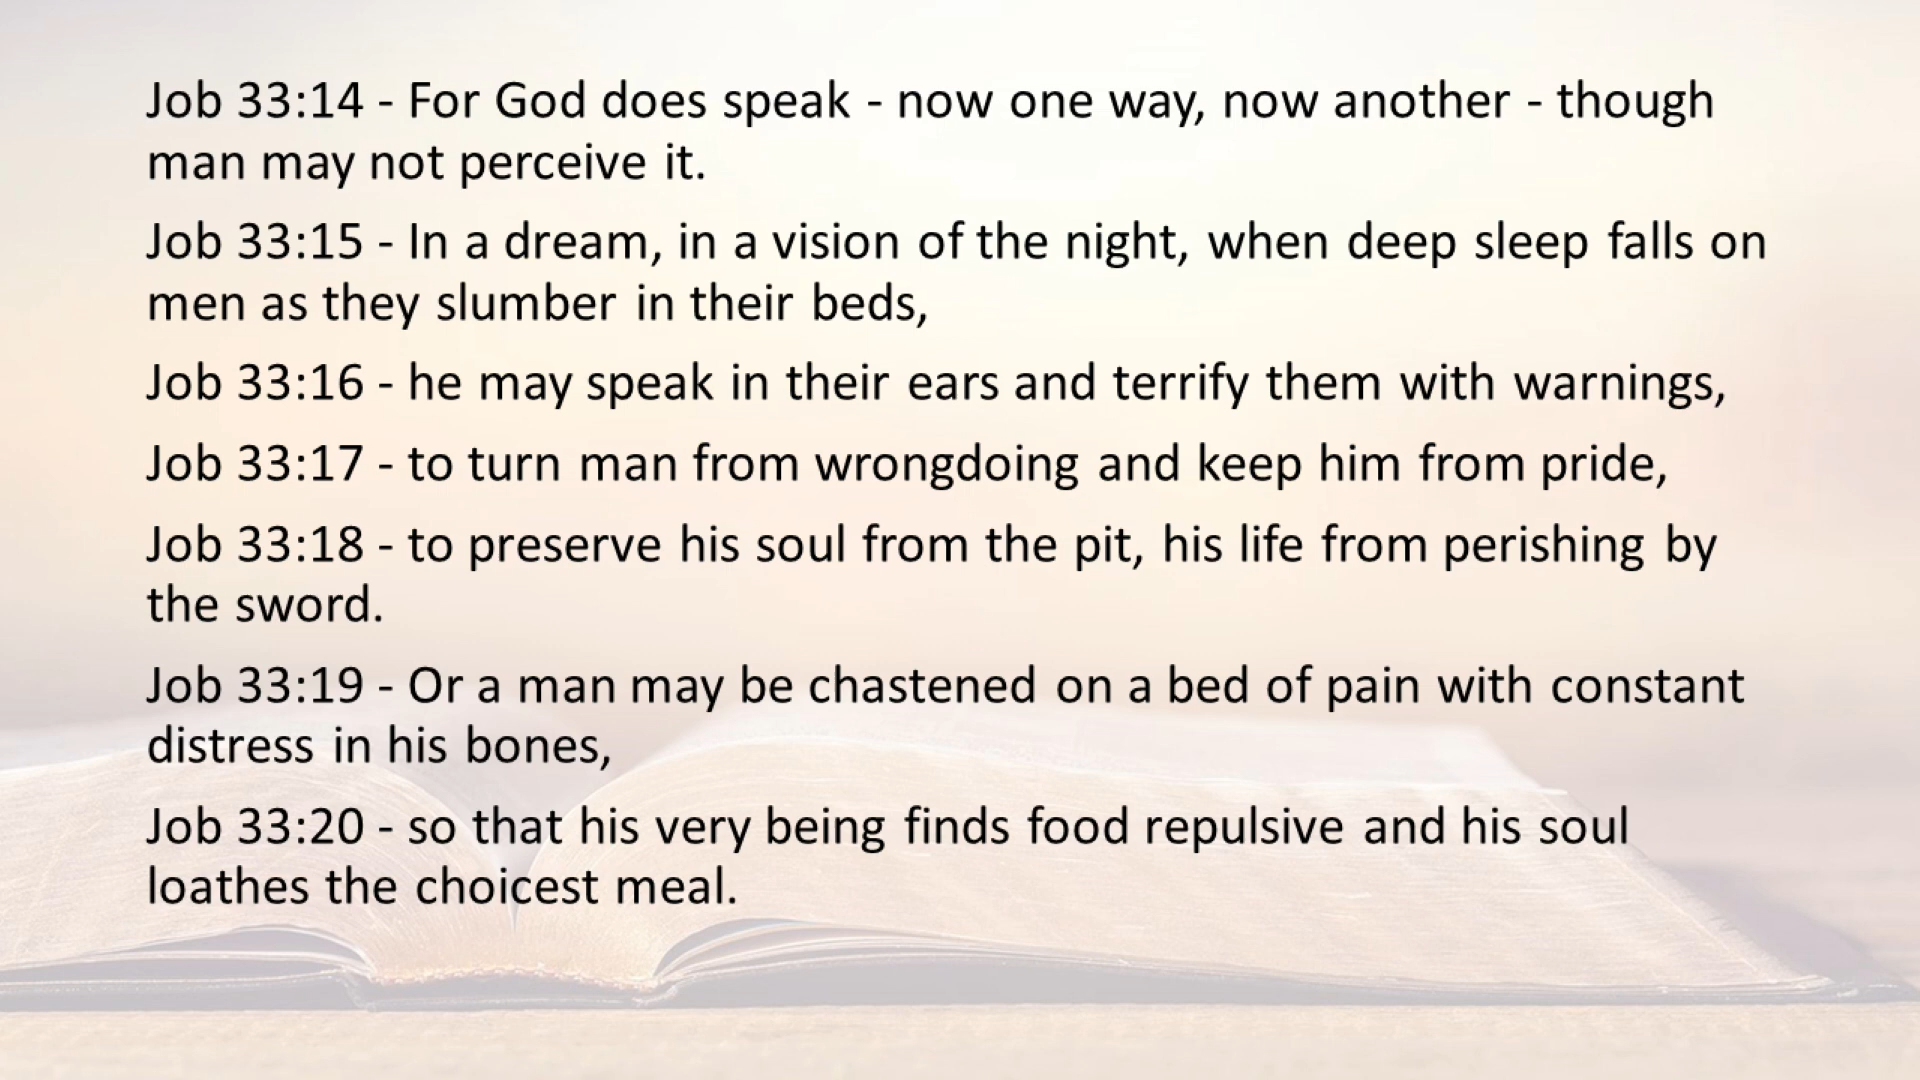 Job 33:14 - For God does speak - now one way, now another - though
man may not perceive it.
Job 33:15 - In a dream, in a vision of the night, when deep sleep falls on
men as they slumber in their beds,
Job 33:16 - he may speak in their ears and terrify them with warnings,
Job 33:17 - to turn man from wrongdoing and keep him from pride,
Job 33:18 - to preserve his soul from the pit, his life from perishing by
the sword.
Job 33:19 - Or a man may be chastened on a bed of pain with constant
distress in his bones,
Job 33:20 - so that his very being finds food repulsive and his soul
loathes the choicest meal.